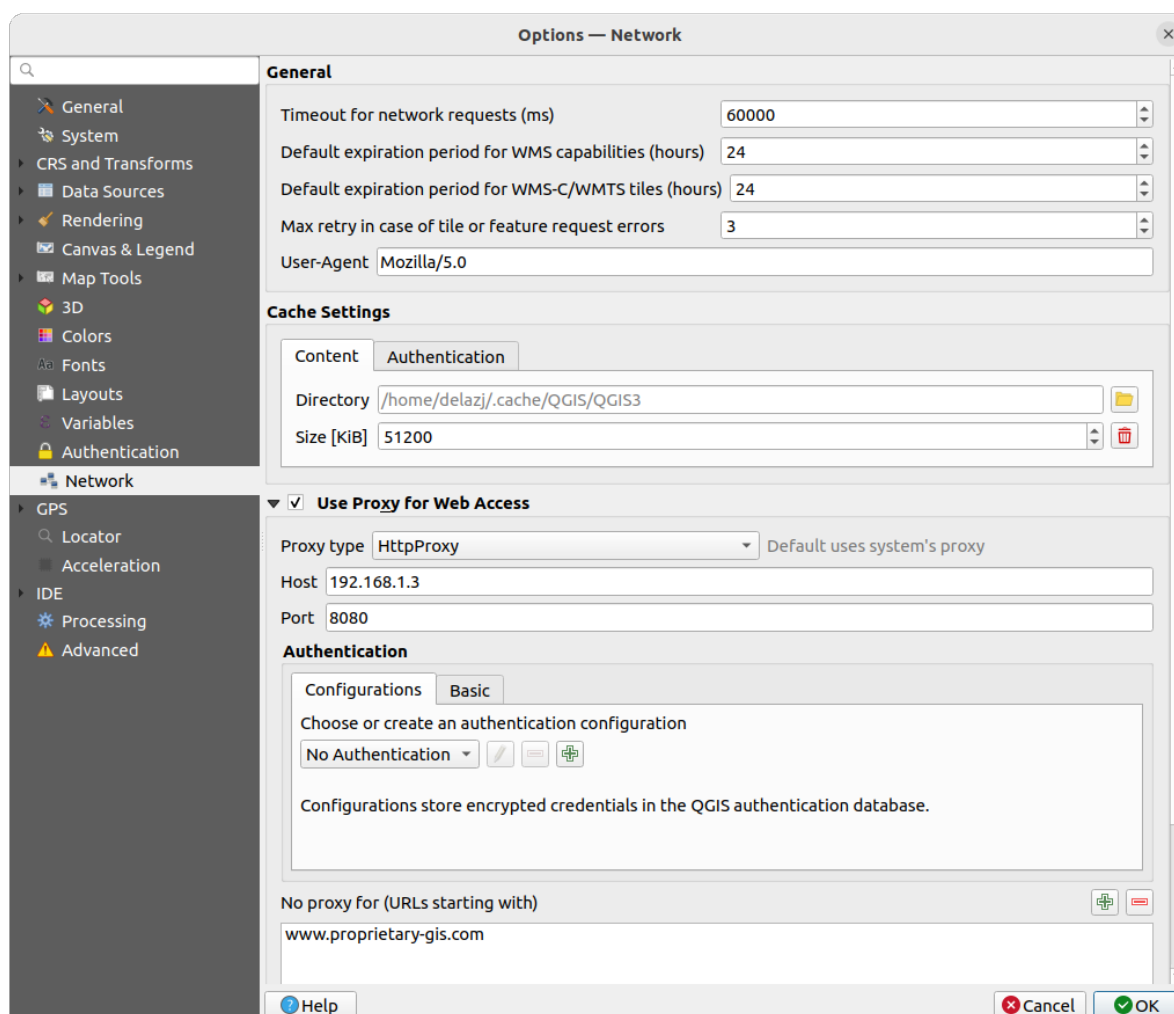 Options — Network
General
System
CRS and Transforms
Data Sources
Rendering
Canvas & Legend
Map Tools
3D
Colors
Aa Fonts
Layouts
Variables
Authentication
Network
GPS
Locator
Acceleration
IDE
Processing
Advanced
General
Timeout for network requests (ms) 60000
Default expiration period for WMS capabilities (hours) 24
Default expiration period for WMS-C/WMTS tiles (hours) 24
Max retry in case of tile or feature request errors 3
User-Agent Mozilla/5.0
Cache Settings
Content Authentication
Directory /home/delazj/.cache/QGIS/QGIS3
Size [KiB] 51200
Use Proxy for Web Access
Proxy type HttpProxy Default uses system's proxy
Host 192.168.1.3
Port 8080
Authentication
Configurations Basic
Choose or create an authentication configuration
No Authentication
Configurations store encrypted credentials in the QGIS authentication database.
No proxy for (URLs starting with)
www.proprietary-gis.com
Help Cancel OK